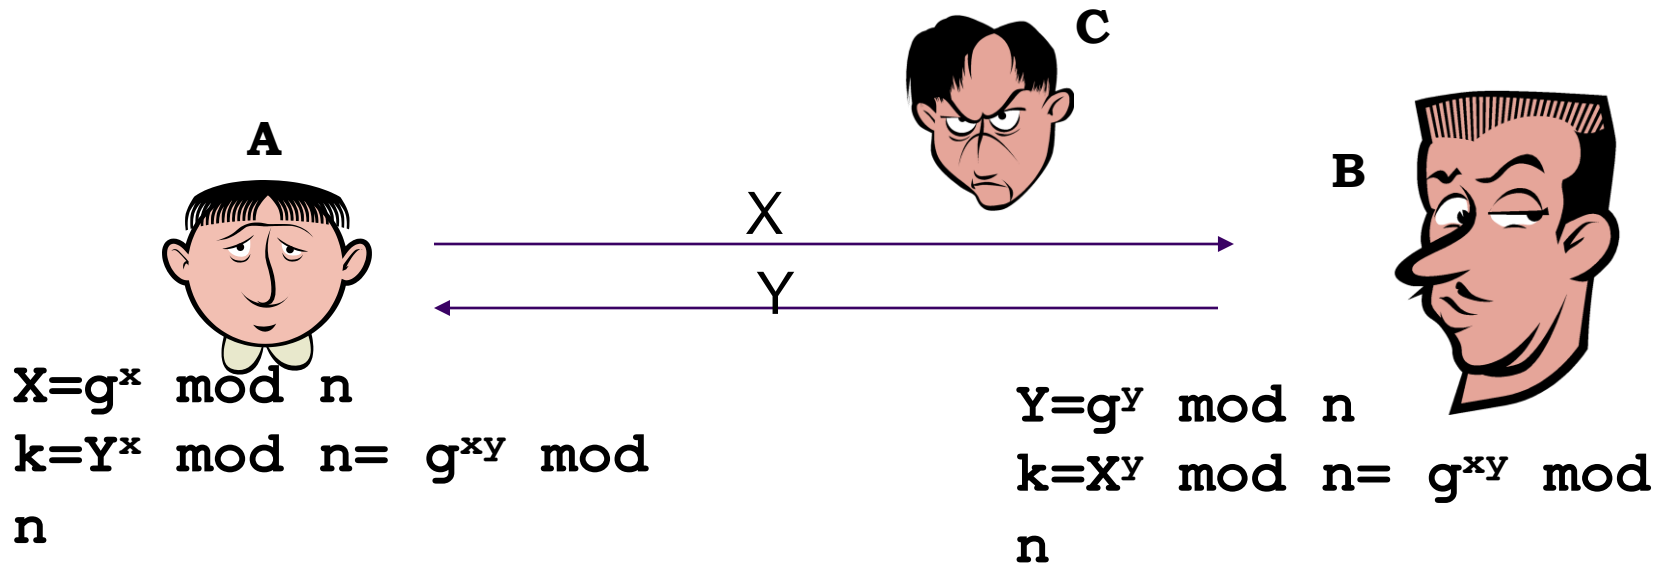 C
A
B
X
Y
X=gˣ mod n
k=Yˣ mod n= gˣʸ mod
n
Y=gʸ mod n
k=Xʸ mod n= gˣʸ mod
n